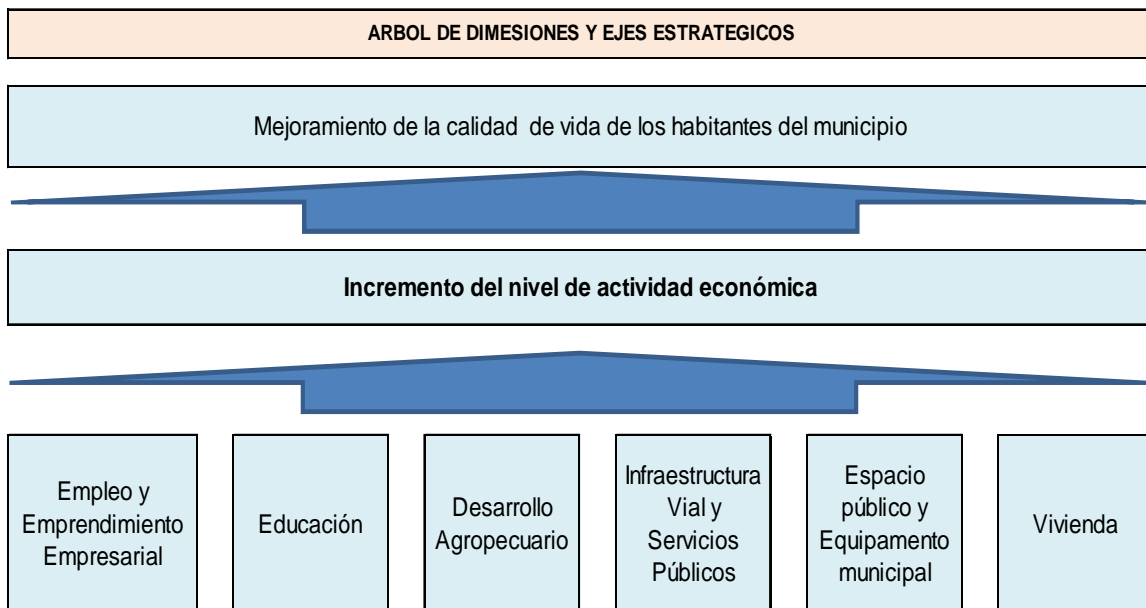 ARBOL DE DIMESIONES Y EJES ESTRATEGICOS
Mejoramiento de la calidad de vida de los habitantes del municipio
Incremento del nivel de actividad económica
Empleo y
Emprendimiento
Empresarial
Educación
Desarrollo
Agropecuario
Infraestructura
Vial y
Servicios
Públicos
Espacio
público y
Equipamento
municipal
Vivienda